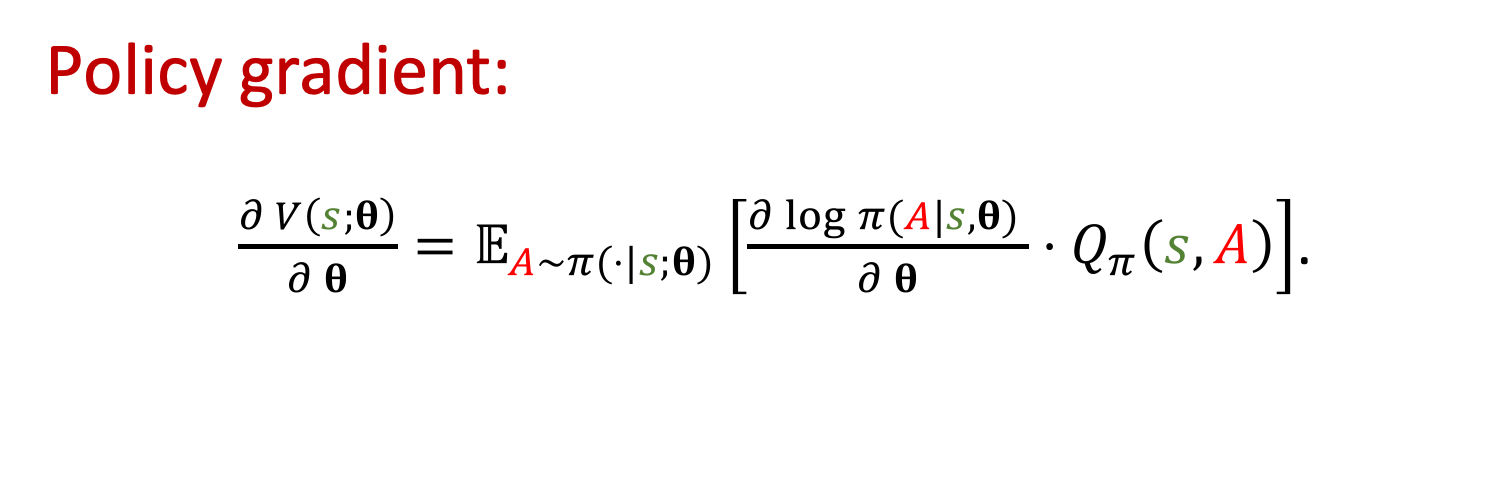 Policy gradient:
∂ V(s;θ)/∂ θ = 𝔼_{A∼π(·|s;θ)} [∂ log π(A|s,θ)/∂ θ · Q_π(s, A)].